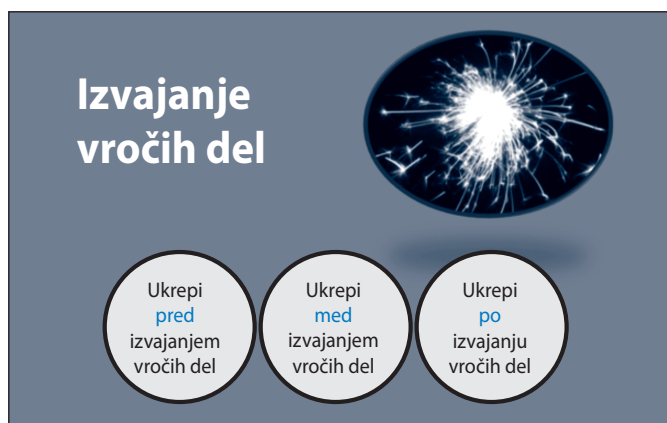 Izvajanje
vročih del
Ukrepi
pred
izvajanjem
vročih del
Ukrepi
med
izvajanjem
vročih del
Ukrepi
po
izvajanju
vročih del